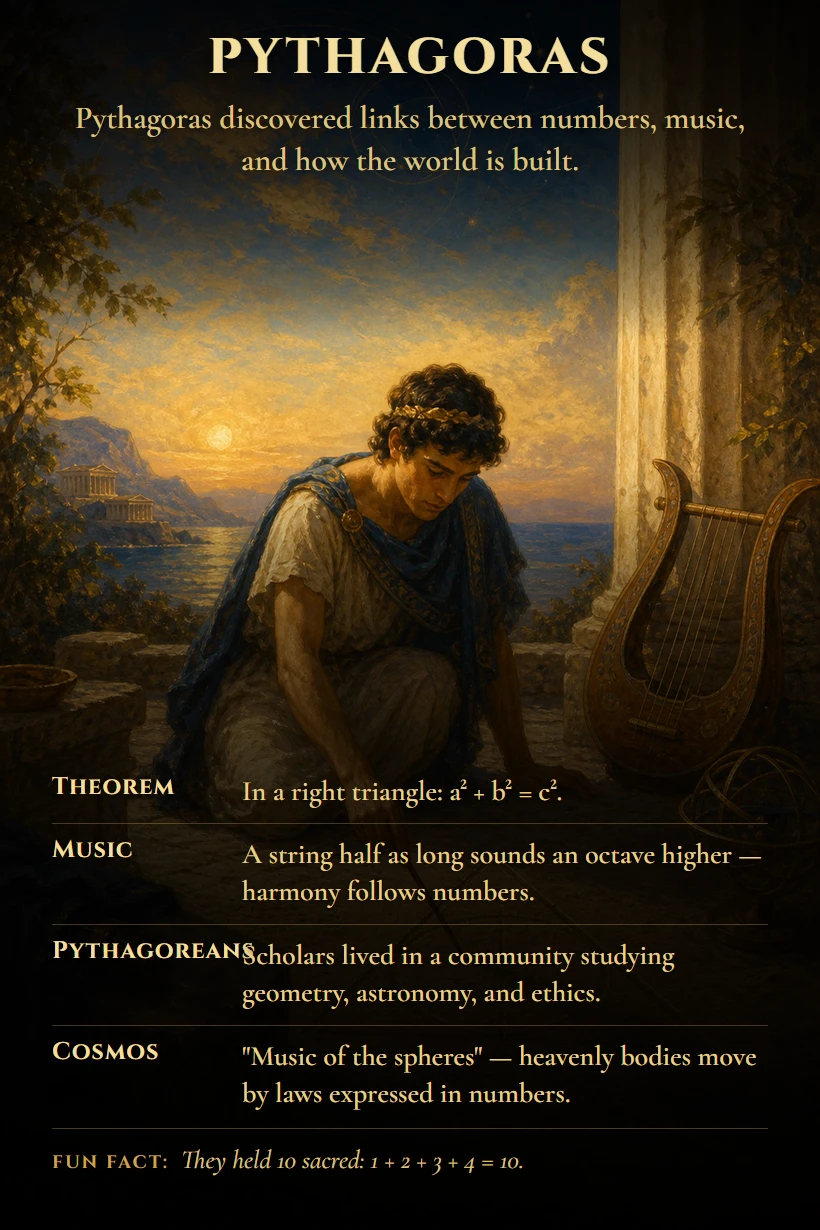 PYTHAGORAS
Pythagoras discovered links between numbers, music,
and how the world is built.
THEOREM
In a right triangle: a² + b² = c².
MUSIC
A string half as long sounds an octave higher —
harmony follows numbers.
PYTHAGOREANS
Scholars lived in a community studying
geometry, astronomy, and ethics.
COSMOS
"Music of the spheres" — heavenly bodies move
by laws expressed in numbers.
FUN FACT: They held 10 sacred: 1 + 2 + 3 + 4 = 10.